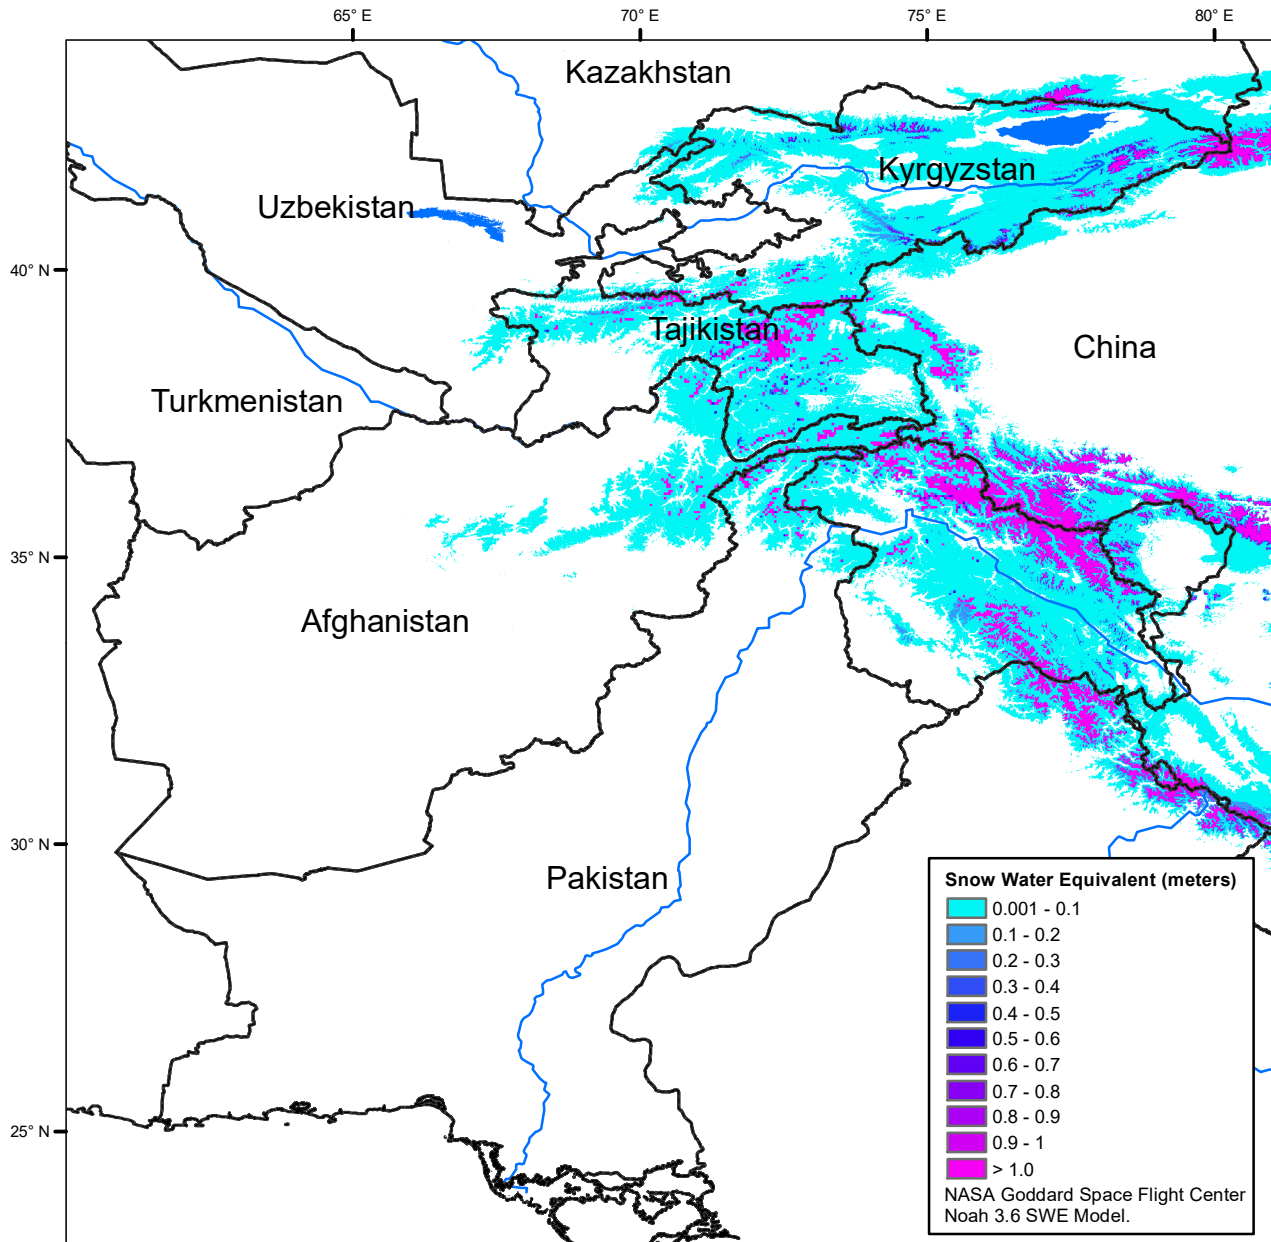 65° E
70° E
75° E
80° E
Kazakhstan
Kyrgyzstan
Uzbekistan
40° N
Tajikistan
China
Turkmenistan
35° N
Afghanistan
30° N
Pakistan
25° N
Snow Water Equivalent (meters)
0.001 - 0.1
0.1 - 0.2
0.2 - 0.3
0.3 - 0.4
0.4 - 0.5
0.5 - 0.6
0.6 - 0.7
0.7 - 0.8
0.8 - 0.9
0.9 - 1
> 1.0
NASA Goddard Space Flight Center
Noah 3.6 SWE Model.